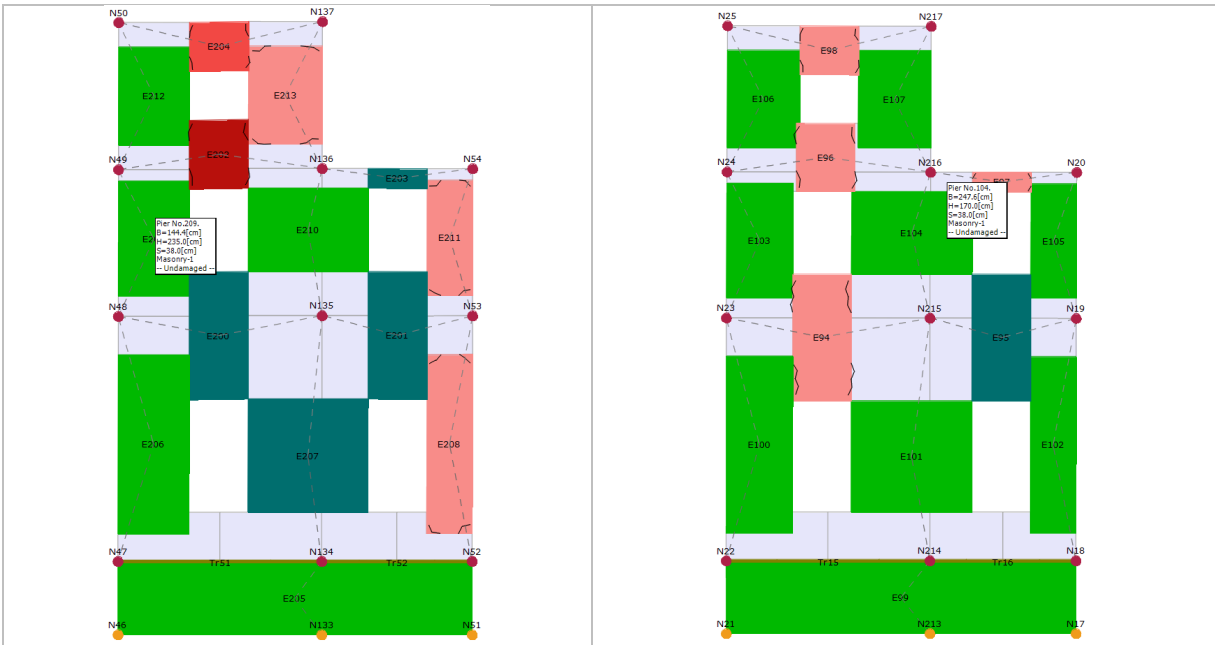 N50
N137
E204
E212
E213
N49
N136
N54
E203
E210
E211
Pier No.209.
B=144.4[cm]
H=235.0[cm]
S=38.0[cm]
Masonry-1
-- Undamaged --
N48
N135
N53
E200
E201
E206
E207
E208
N47
N134
N52
Tr51
Tr52
E205
N46
N133
N51
N25
N217
E98
E106
E107
E96
N24
N216
N20
E97
E103
E104
E105
Pier No.104.
B=247.6[cm]
H=170.0[cm]
S=38.0[cm]
Masonry-1
-- Undamaged --
N23
N215
N19
E94
E95
E100
E101
E102
N22
N214
N18
Tr15
Tr16
E99
N21
N213
N17